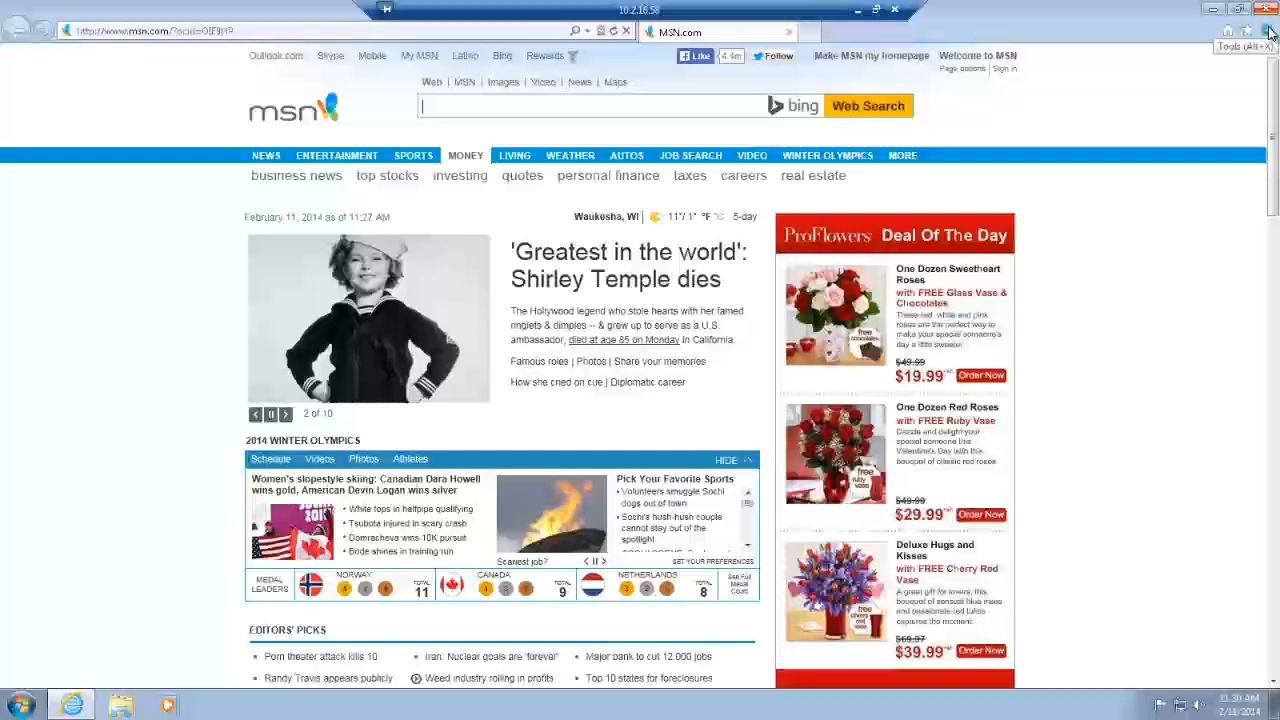 10.2.16.58
MSN.com
Tools (Alt+X)
Outlook.com Skype Mobile My MSN Latino Bing Rewards
Like 4.4m Follow
Make MSN my homepage Welcome to MSN
Page options | Sign in
Web | MSN | Images | Video | News | Maps
msn
bing Web Search
NEWS ENTERTAINMENT SPORTS MONEY LIVING WEATHER AUTOS JOB SEARCH VIDEO WINTER OLYMPICS MORE
business news top stocks investing quotes personal finance taxes careers real estate
February 11, 2014 as of 11:27 AM
Waukesha, WI | 11°/ 1° °F °C 5-day
'Greatest in the world':
Shirley Temple dies
The Hollywood legend who stole hearts with her famed
ringlets & dimples -- & grew up to serve as a U.S.
ambassador, died at age 85 on Monday in California.
Famous roles | Photos | Share your memories
How she cried on cue | Diplomatic career
2 of 10
2014 WINTER OLYMPICS
Schedule Videos Photos Athletes HIDE
Women's slopestyle skiing: Canadian Dara Howell
wins gold, American Devin Logan wins silver
• White tops in halfpipe qualifying
• Tsubota injured in scary crash
• Domracheva wins 10K pursuit
• Bode shines in training run
Scariest job?
Pick Your Favorite Sports
• Volunteers smuggle Sochi
dogs out of town
• Sochi's hush-hush couple
cannot stay out of the
spotlight
SET YOUR PREFERENCES
MEDAL
LEADERS
NORWAY
TOTAL
11
CANADA
TOTAL
9
NETHERLANDS
TOTAL
8
See Full
Medal
Count
EDITORS' PICKS
• Porn theater attack kills 10
• Iran: Nuclear goals are 'forever'
• Major bank to cut 12,000 jobs
• Randy Travis appears publicly
Weed industry rolling in profits
• Top 10 states for foreclosures
ProFlowers Deal Of The Day
One Dozen Sweetheart
Roses
with FREE Glass Vase &
Chocolates
These red, white and pink
roses are the perfect way to
make your special someone's
day a little sweeter.
free
chocolates
$49.99
$19.99 Order Now
One Dozen Red Roses
with FREE Ruby Vase
Dazzle and delight your
special someone this
Valentine's Day with this
bouquet of classic red roses
free
ruby
vase
$49.99
$29.99 Order Now
Deluxe Hugs and
Kisses
with FREE Cherry Red
Vase
A great gift for lovers, this
bouquet of sensual blue irises
and passionate red tulips
captures the moment.
free
cherry
red
vase
$69.97
$39.99 Order Now
11:30 AM
2/11/2014